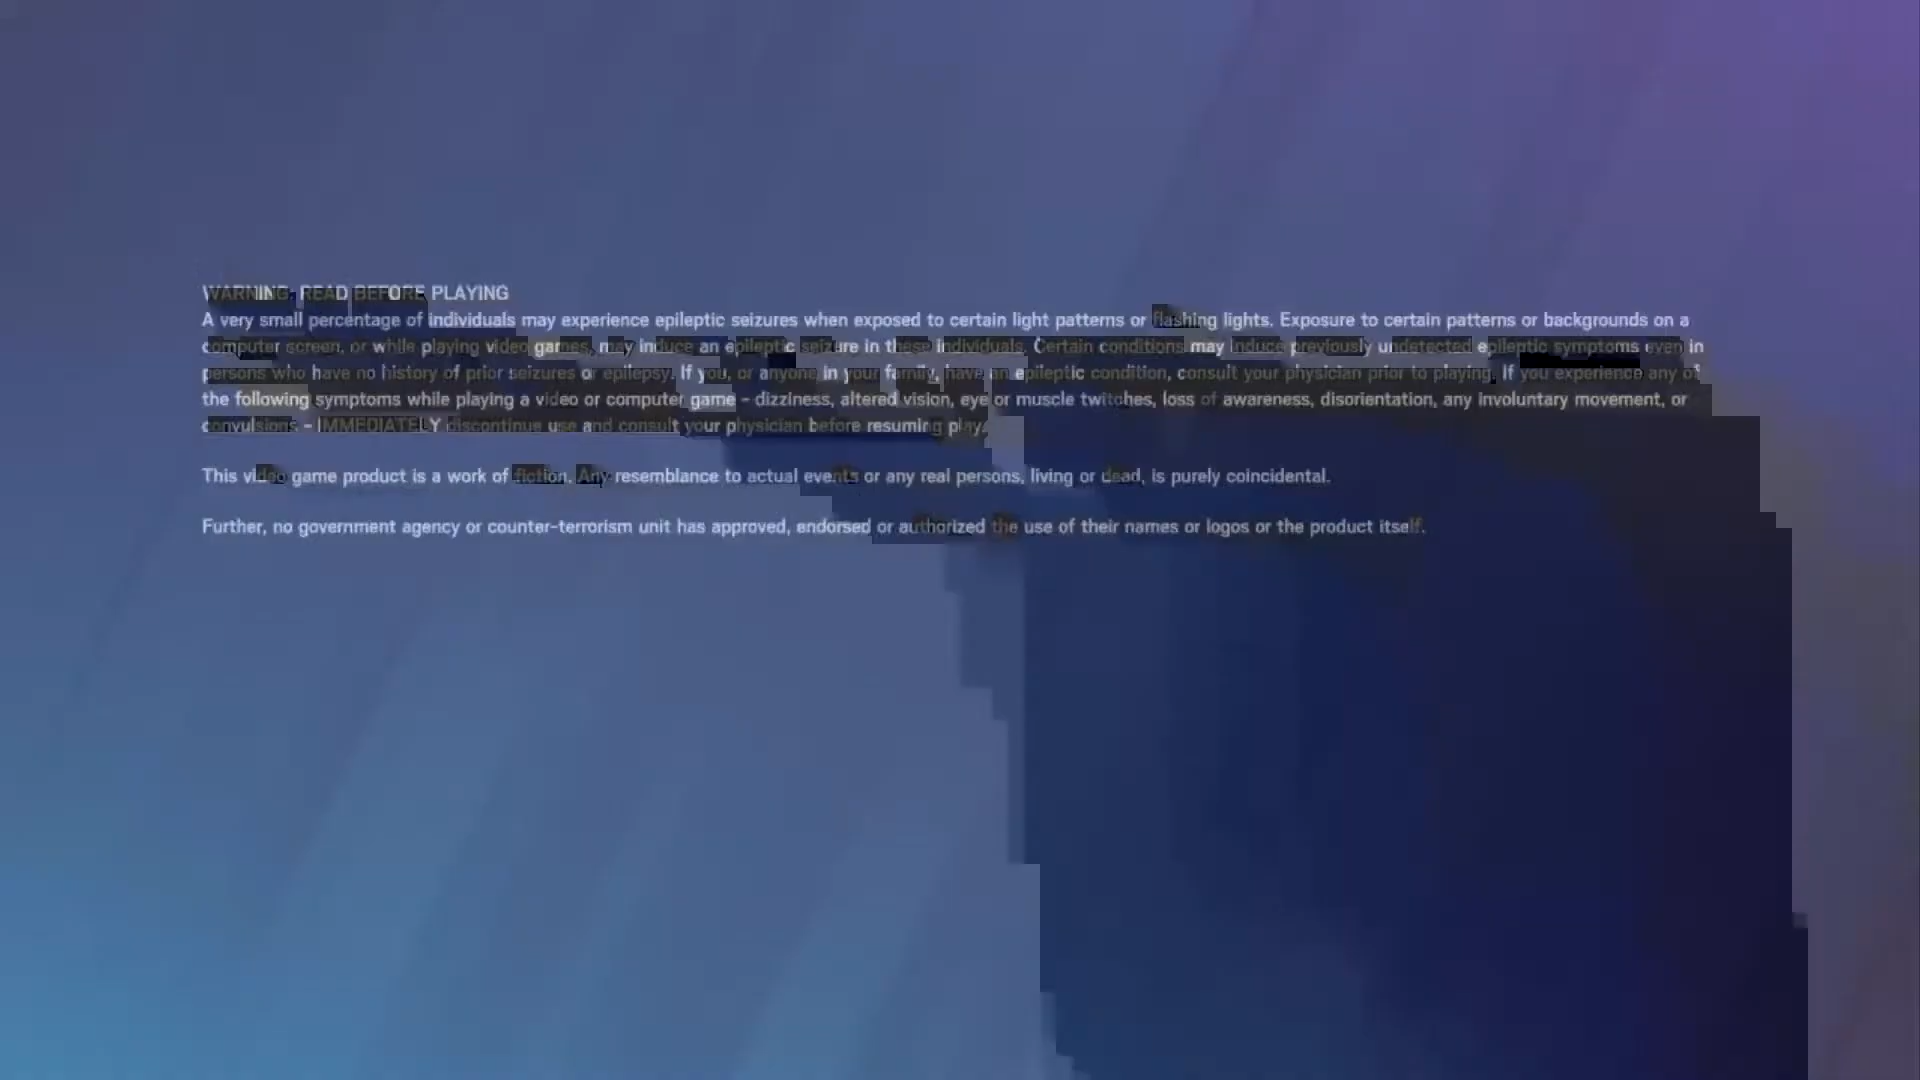 WARNING: READ BEFORE PLAYING
A very small percentage of individuals may experience epileptic seizures when exposed to certain light patterns or flashing lights. Exposure to certain patterns or backgrounds on a
computer screen, or while playing video games, may induce an epileptic seizure in these individuals. Certain conditions may induce previously undetected epileptic symptoms even in
persons who have no history of prior seizures or epilepsy. If you, or anyone in your family, have an epileptic condition, consult your physician prior to playing. If you experience any of
the following symptoms while playing a video or computer game - dizziness, altered vision, eye or muscle twitches, loss of awareness, disorientation, any involuntary movement, or
convulsions - IMMEDIATELY discontinue use and consult your physician before resuming play.
This video game product is a work of fiction. Any resemblance to actual events or any real persons, living or dead, is purely coincidental.
Further, no government agency or counter-terrorism unit has approved, endorsed or authorized the use of their names or logos or the product itself.